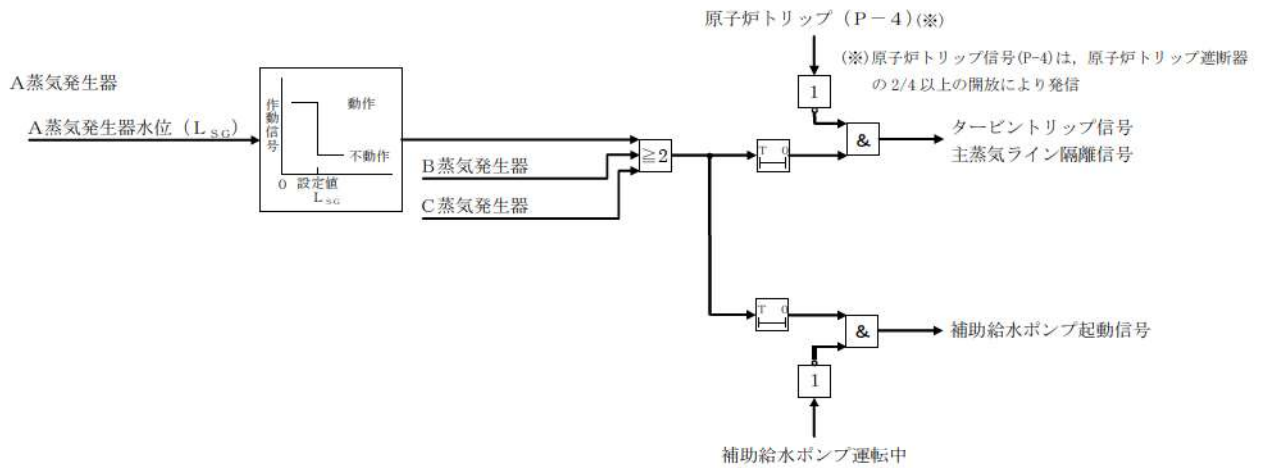 原子炉トリップ(P-4)(※)
(※)原子炉トリップ信号(P-4)は，原子炉トリップ遮断器
の2/4以上の開放により発信
A蒸気発生器
A蒸気発生器水位(LSG)
作動信号
動作
不動作
0
設定値
LSG
B蒸気発生器
C蒸気発生器
≧2
1
T 0
&
タービントリップ信号
主蒸気ライン隔離信号
T 0
&
補助給水ポンプ起動信号
1
補助給水ポンプ運転中